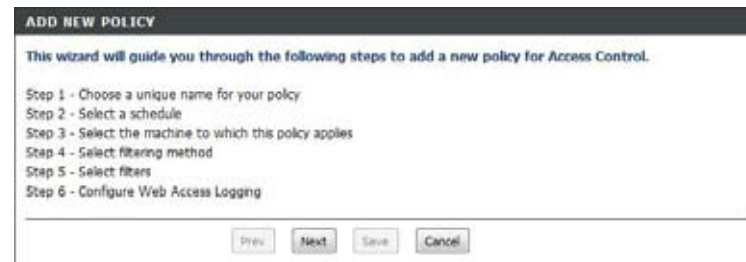 ADD NEW POLICY
This wizard will guide you through the following steps to add a new policy for Access Control.
Step 1 - Choose a unique name for your policy
Step 2 - Select a schedule
Step 3 - Select the machine to which this policy applies
Step 4 - Select filtering method
Step 5 - Select filters
Step 6 - Configure Web Access Logging
Prev Next Save Cancel